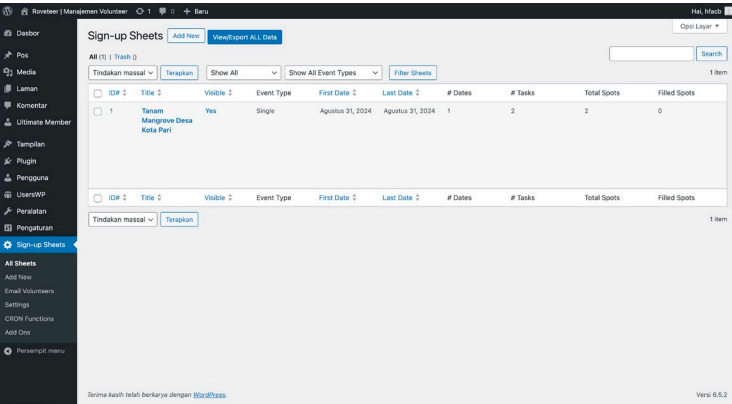 Roveteer | Manajemen Volunteer 1 0 + Baru Hai, hfacb
Opsi Layar
Dasbor
Pos
Media
Laman
Komentar
Ultimate Member
Tampilan
Plugin
Pengguna
UsersWP
Peralatan
Pengaturan
Sign-up Sheets
All Sheets
Add New
Email Volunteers
Settings
CRON Functions
Add Ons
Persempit menu
Sign-up Sheets Add New View/Export ALL Data
All (1) | Trash ()
Search
Tindakan massal Terapkan Show All Show All Event Types Filter Sheets 1 item
ID# Title Visible Event Type First Date Last Date # Dates # Tasks Total Spots Filled Spots
1 Tanam Yes Single Agustus 31, 2024 Agustus 31, 2024 1 2 2 0
Mangrove Desa
Kota Pari
ID# Title Visible Event Type First Date Last Date # Dates # Tasks Total Spots Filled Spots
Tindakan massal Terapkan 1 item
Terima kasih telah berkarya dengan WordPress. Versi 6.5.2